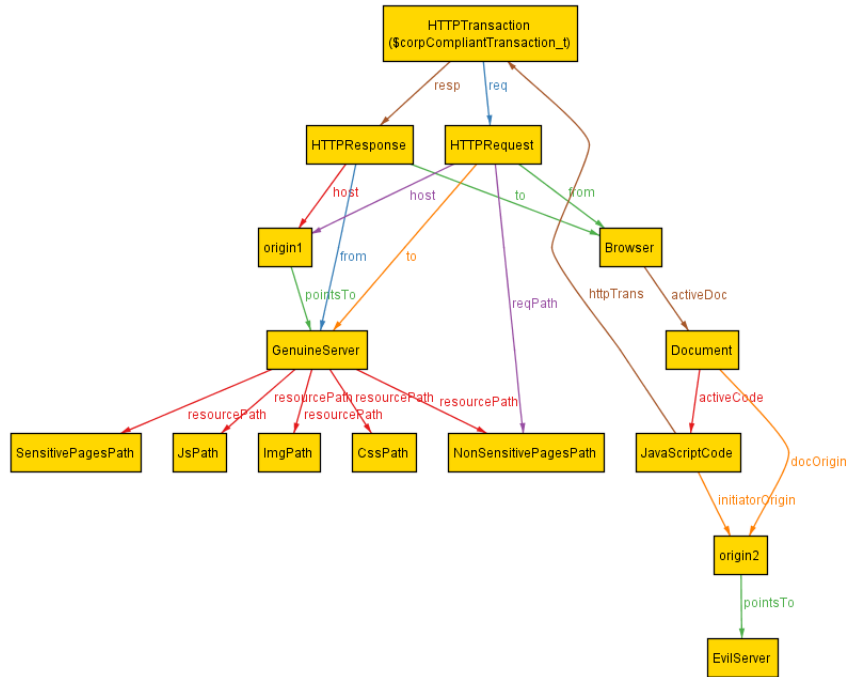 HTTPTransaction
($corpCompliantTransaction_t)
resp
req
HTTPResponse
HTTPRequest
host
host
to
from
origin1
Browser
from
to
httpTrans
activeDoc
pointsTo
reqPath
GenuineServer
Document
resourcePath
resourcePath
resourcePath
resourcePath
resourcePath
activeCode
SensitivePagesPath
JsPath
ImgPath
CssPath
NonSensitivePagesPath
JavaScriptCode
docOrigin
initiatorOrigin
origin2
pointsTo
EvilServer